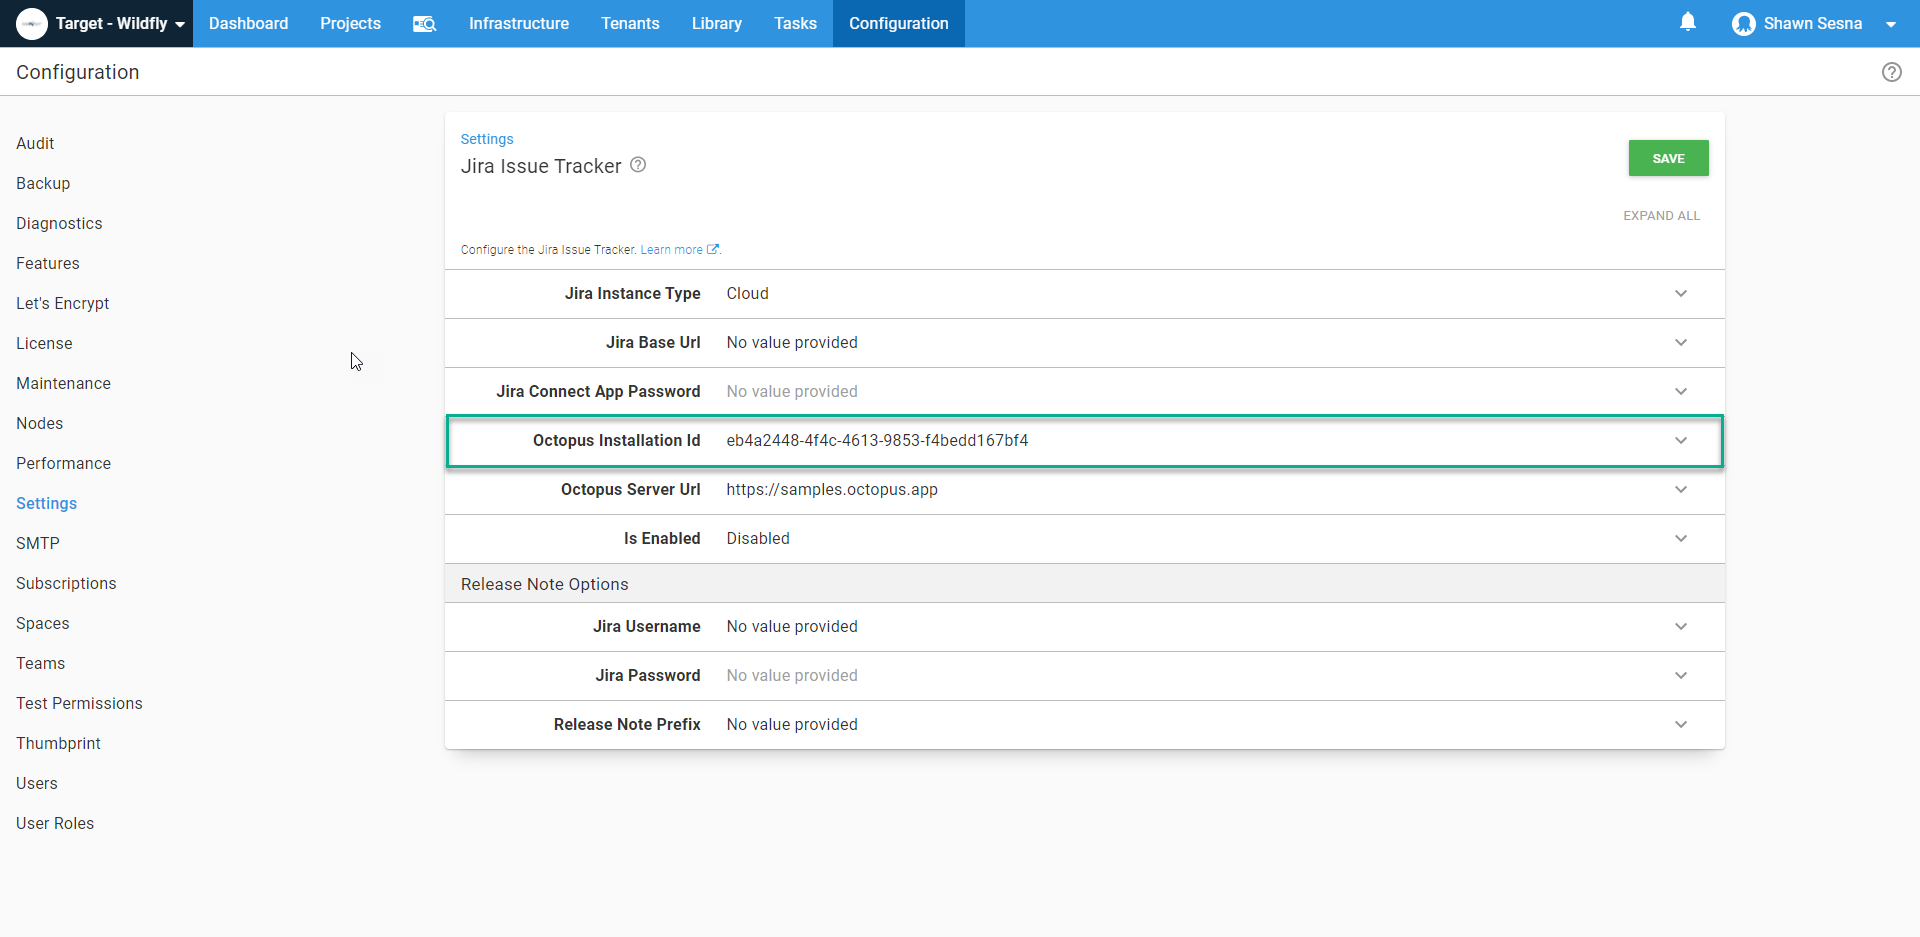 Target - Wildfly
Dashboard
Projects
Infrastructure
Tenants
Library
Tasks
Configuration
Shawn Sesna
Configuration
Audit
Backup
Diagnostics
Features
Let's Encrypt
License
Maintenance
Nodes
Performance
Settings
SMTP
Subscriptions
Spaces
Teams
Test Permissions
Thumbprint
Users
User Roles
Settings
Jira Issue Tracker
SAVE
EXPAND ALL
Configure the Jira Issue Tracker. Learn more.
Jira Instance Type Cloud
Jira Base Url No value provided
Jira Connect App Password No value provided
Octopus Installation Id eb4a2448-4f4c-4613-9853-f4bedd167bf4
Octopus Server Url https://samples.octopus.app
Is Enabled Disabled
Release Note Options
Jira Username No value provided
Jira Password No value provided
Release Note Prefix No value provided